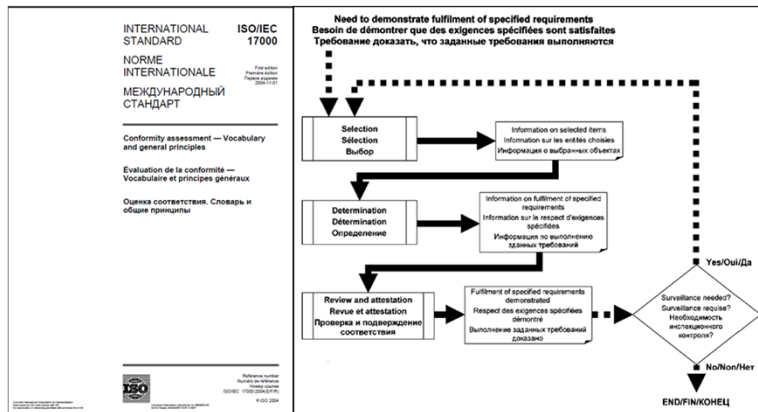 INTERNATIONAL STANDARD
ISO/IEC 17000
NORME INTERNATIONALE
МЕЖДУНАРОДНЫЙ СТАНДАРТ
First edition
Première édition
Первое издание
2004-11-01
Conformity assessment — Vocabulary
and general principles
Évaluation de la conformité —
Vocabulaire et principes généraux
Оценка соответствия. Словарь и
общие принципы
ISO
Reference number
Numéro de référence
Номер ссылки
ISO/IEC 17000:2004(E/F/R)
© ISO 2004
Need to demonstrate fulfilment of specified requirements
Besoin de démontrer que des exigences spécifiées sont satisfaites
Требование доказать, что заданные требования выполняются
Selection
Sélection
Выбор
Information on selected items
Information sur les entités choisies
Информация о выбранных объектах
Determination
Détermination
Определение
Information on fulfilment of specified
requirements
Information sur le respect d'exigences
spécifiées
Информация по выполнению
зданных требований
Review and attestation
Revue et attestation
Проверка и подверждение
соответствия
Fulfilment of specified requirements
demonstrated
Respect des exigences spécifiées
démontré
Выполнение заданных требований
доказано
Yes/Oui/Да
Surveillance needed?
Surveillance requise?
Необходимость
инспекционного
контроля?
No/Non/Нет
END/FIN/КОНЕЦ